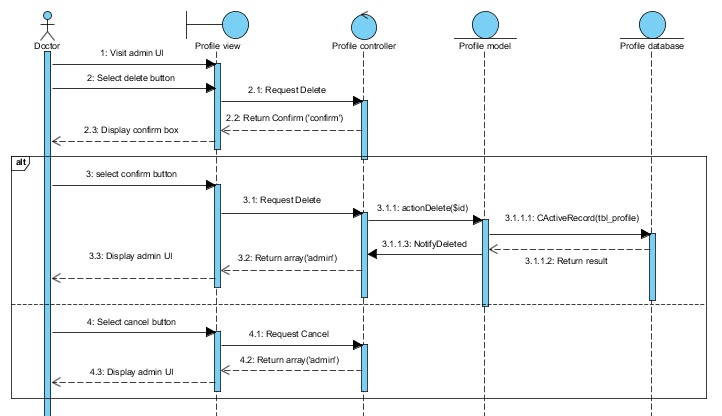 Doctor
Profile view
Profile controller
Profile model
Profile database
1: Visit admin UI
2: Select delete button
2.1: Request Delete
2.2: Return Confirm ('confirm')
2.3: Display confirm box
alt
3: select confirm button
3.1: Request Delete
3.1.1: actionDelete($id)
3.1.1.1: CActiveRecord(tbl_profile)
3.1.1.3: NotifyDeleted
3.1.1.2: Return result
3.2: Return array('admin')
3.3: Display admin UI
4: Select cancel button
4.1: Request Cancel
4.2: Return array('admin')
4.3: Display admin UI